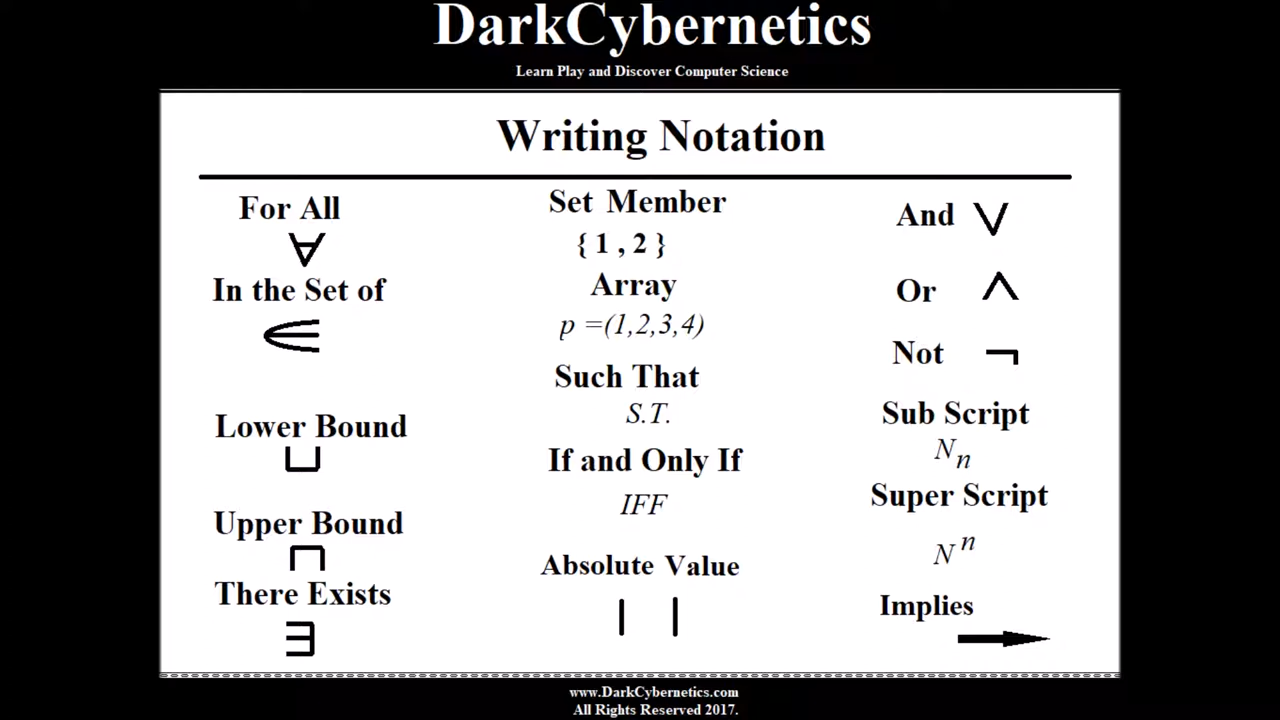 DarkCybernetics
Learn Play and Discover Computer Science
Writing Notation
For All
∀
In the Set of
∈
Lower Bound
⊔
Upper Bound
⊓
There Exists
∃
Set Member
{ 1 , 2 }
Array
p =(1,2,3,4)
Such That
S.T.
If and Only If
IFF
Absolute Value
| |
And ∨
Or ∧
Not ¬
Sub Script
Nₙ
Super Script
Nⁿ
Implies
→
www.DarkCybernetics.com
All Rights Reserved 2017.